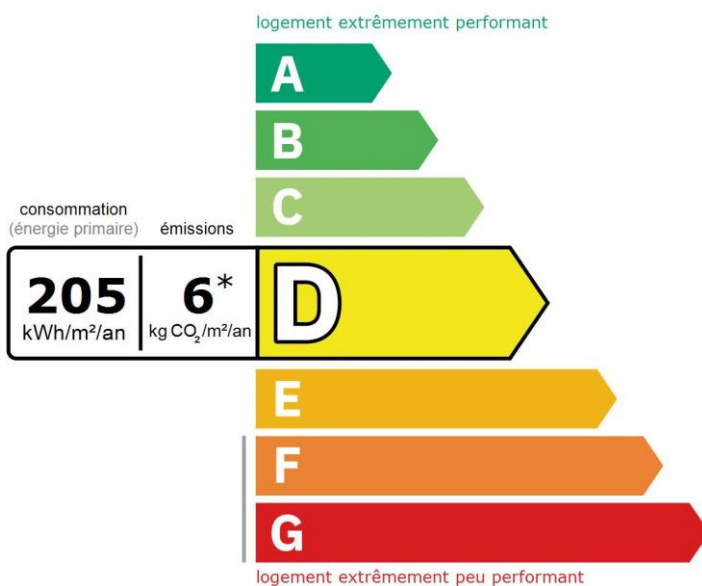 logement extrêmement performant
A
B
C
consommation
(énergie primaire)
émissions
205
kWh/m²/an
6*
kg CO₂/m²/an
D
E
F
G
logement extrêmement peu performant